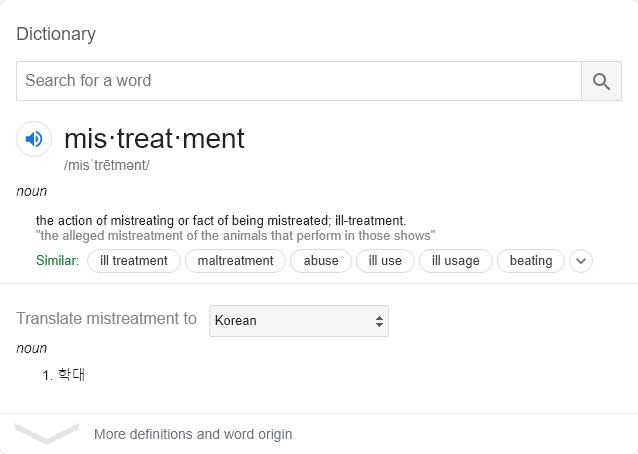 Dictionary
Search for a word
mis·treat·ment
/misˈtrētmənt/
noun
the action of mistreating or fact of being mistreated; ill-treatment.
"the alleged mistreatment of the animals that perform in those shows"
Similar: ill treatment maltreatment abuse ill use ill usage beating
Translate mistreatment to Korean
noun
1. 학대
More definitions and word origin